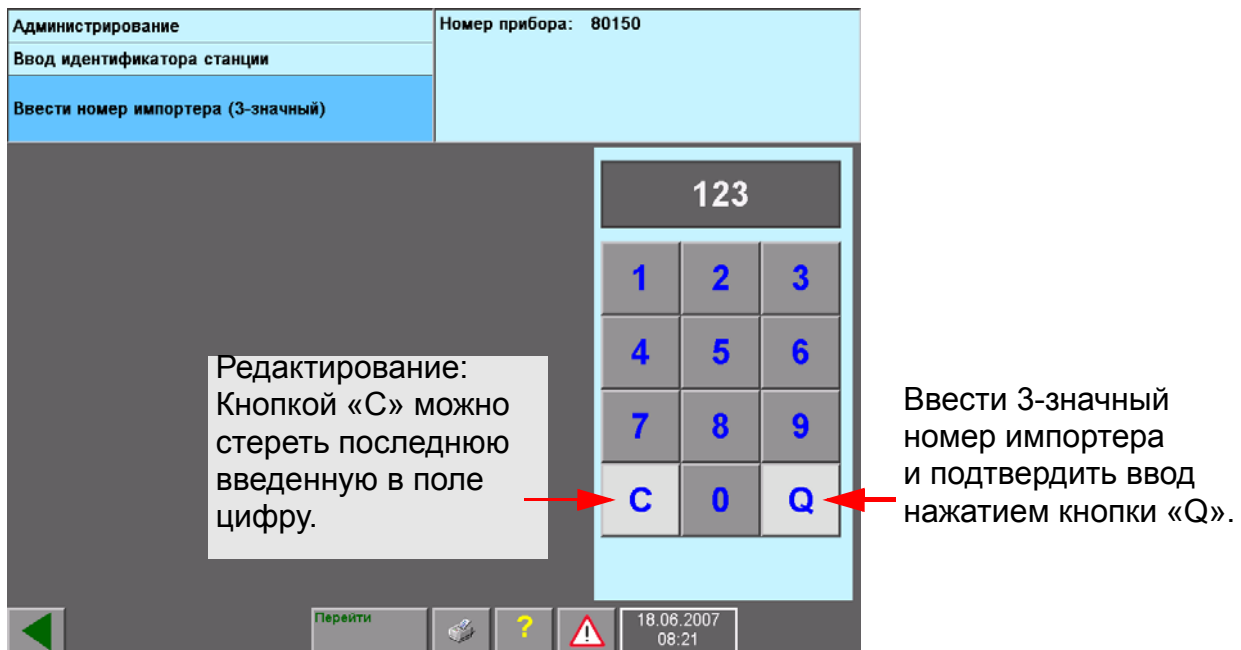 Администрирование
Ввод идентификатора станции
Ввести номер импортера (3-значный)
Номер прибора: 80150
123
1 2 3
4 5 6
7 8 9
C 0 Q
Редактирование:
Кнопкой «С» можно
стереть последнюю
введенную в поле
цифру.
Ввести 3-значный
номер импортера
и подтвердить ввод
нажатием кнопки «Q».
Перейти
?
!
18.06.2007
08:21